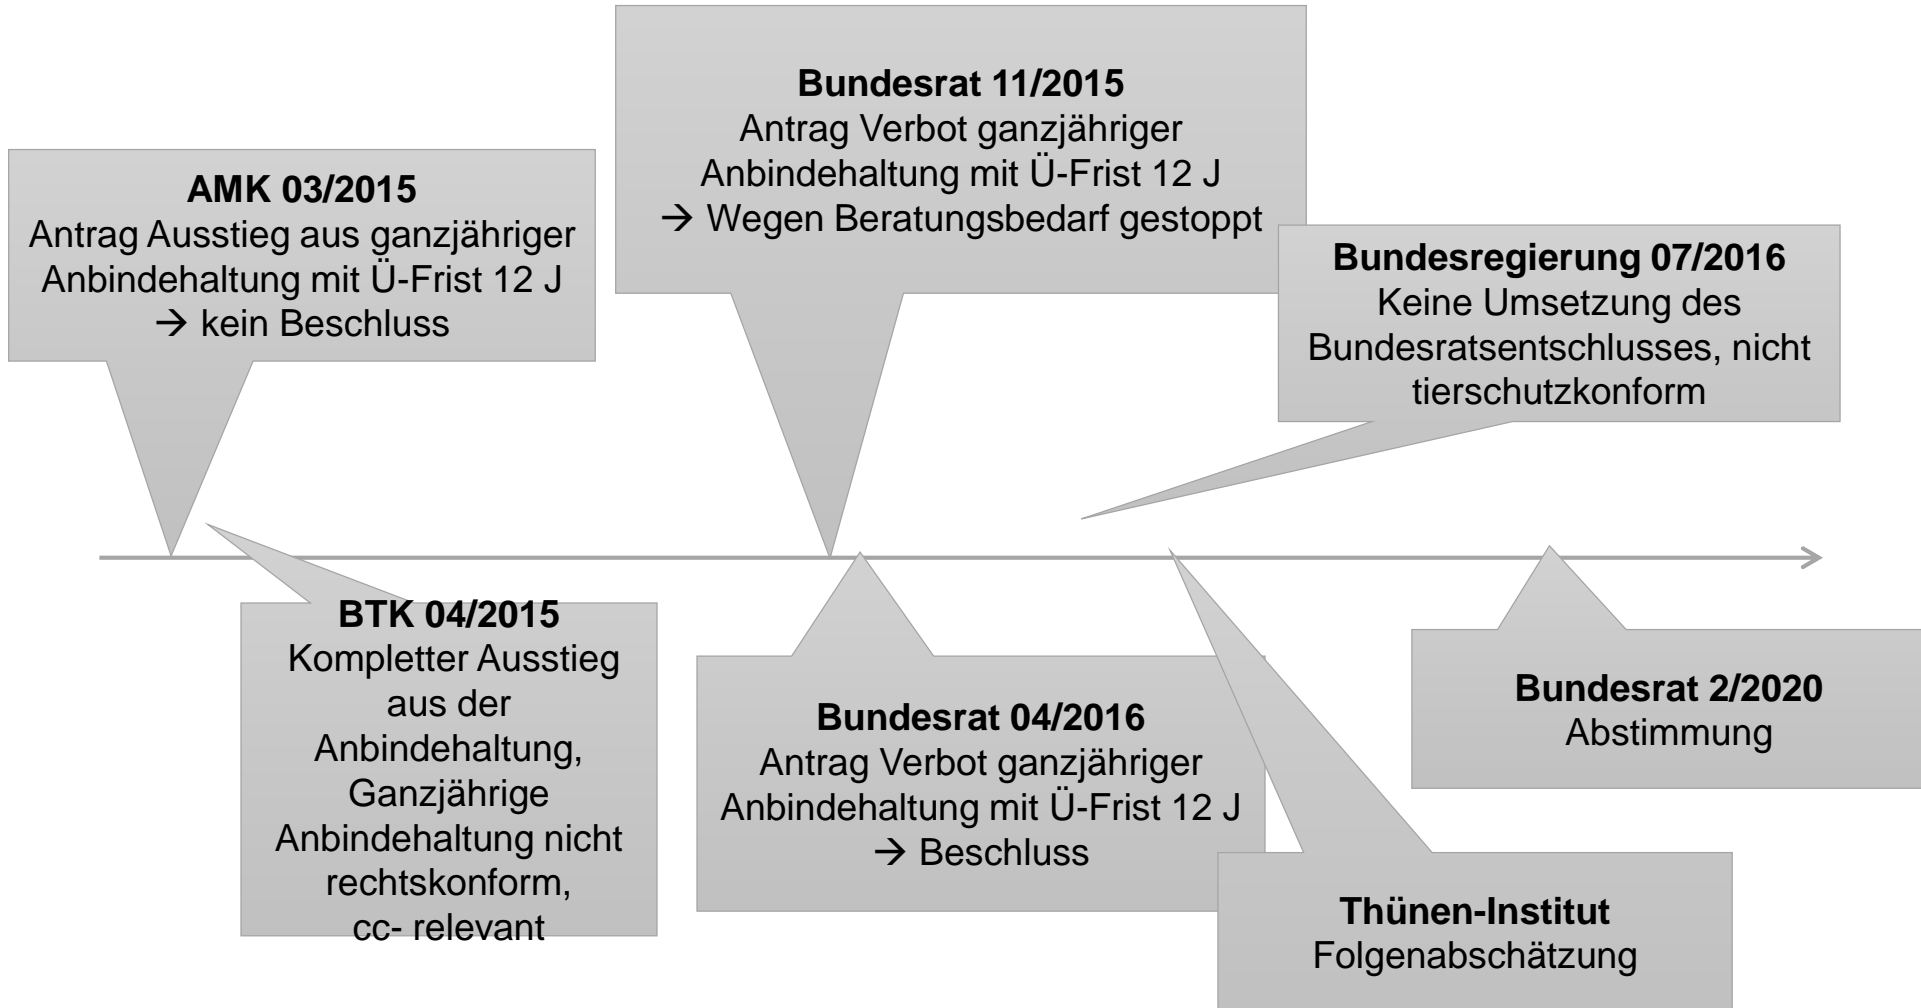 AMK 03/2015
Antrag Ausstieg aus ganzjähriger
Anbindehaltung mit Ü-Frist 12 J
→ kein Beschluss
BTK 04/2015
Kompletter Ausstieg
aus der
Anbindehaltung,
Ganzjährige
Anbindehaltung nicht
rechtskonform,
cc- relevant
Bundesrat 11/2015
Antrag Verbot ganzjähriger
Anbindehaltung mit Ü-Frist 12 J
→ Wegen Beratungsbedarf gestoppt
Bundesrat 04/2016
Antrag Verbot ganzjähriger
Anbindehaltung mit Ü-Frist 12 J
→ Beschluss
Bundesregierung 07/2016
Keine Umsetzung des
Bundesratsentschlusses, nicht
tierschutzkonform
Thünen-Institut
Folgenabschätzung
Bundesrat 2/2020
Abstimmung